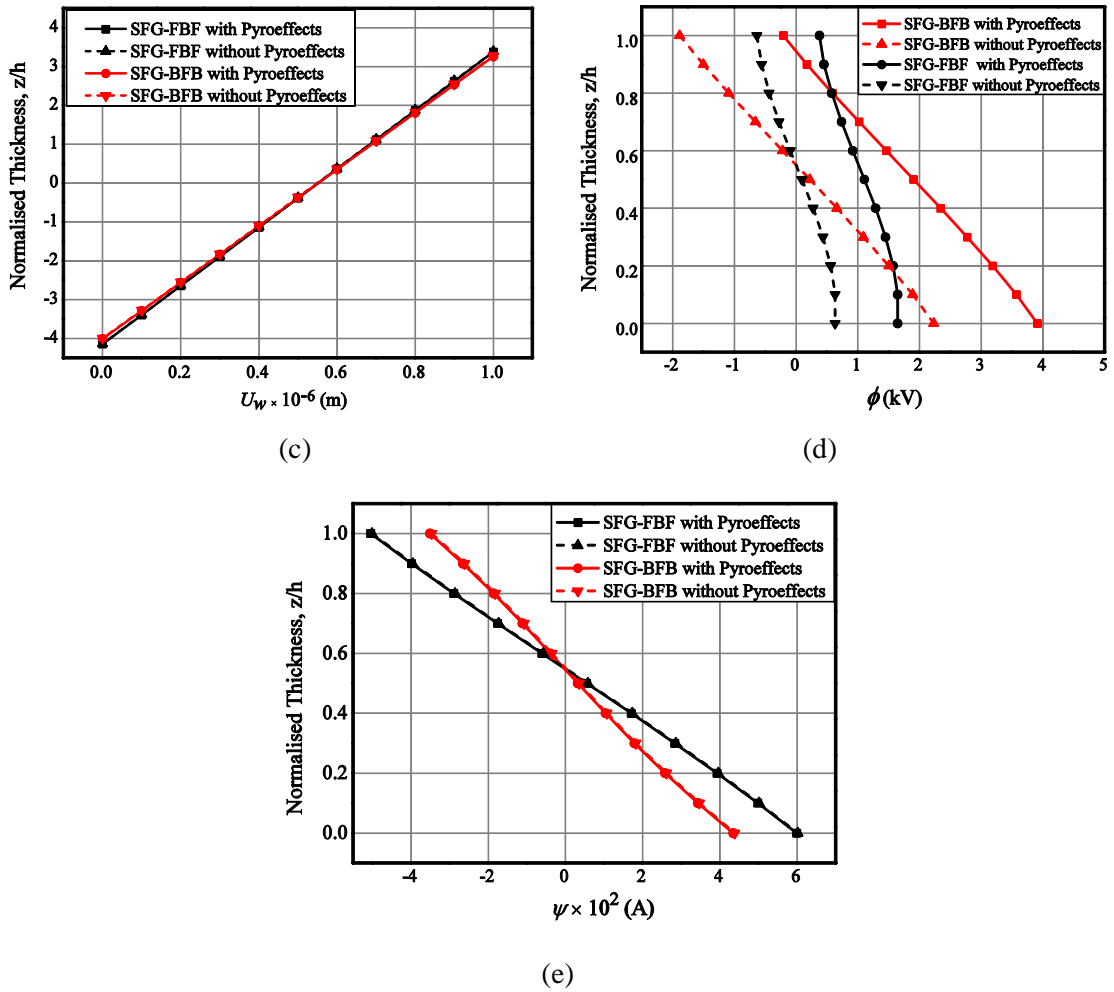 SFG-FBF with Pyroeffects
SFG-FBF without Pyroeffects
SFG-BFB with Pyroeffects
SFG-BFB without Pyroeffects
4
3
2
1
0
-1
-2
-3
-4
Normalised Thickness, z/h
0.0 0.2 0.4 0.6 0.8 1.0
U_W × 10⁻⁶ (m)
(c)
SFG-BFB with Pyroeffects
SFG-BFB without Pyroeffects
SFG-FBF with Pyroeffects
SFG-FBF without Pyroeffects
1.0
0.8
0.6
0.4
0.2
0.0
Normalised Thickness, z/h
-2 -1 0 1 2 3 4 5
ϕ (kV)
(d)
SFG-FBF with Pyroeffects
SFG-FBF without Pyroeffects
SFG-BFB with Pyroeffects
SFG-BFB without Pyroeffects
1.0
0.8
0.6
0.4
0.2
0.0
Normalised Thickness, z/h
-4 -2 0 2 4 6
ψ × 10² (A)
(e)